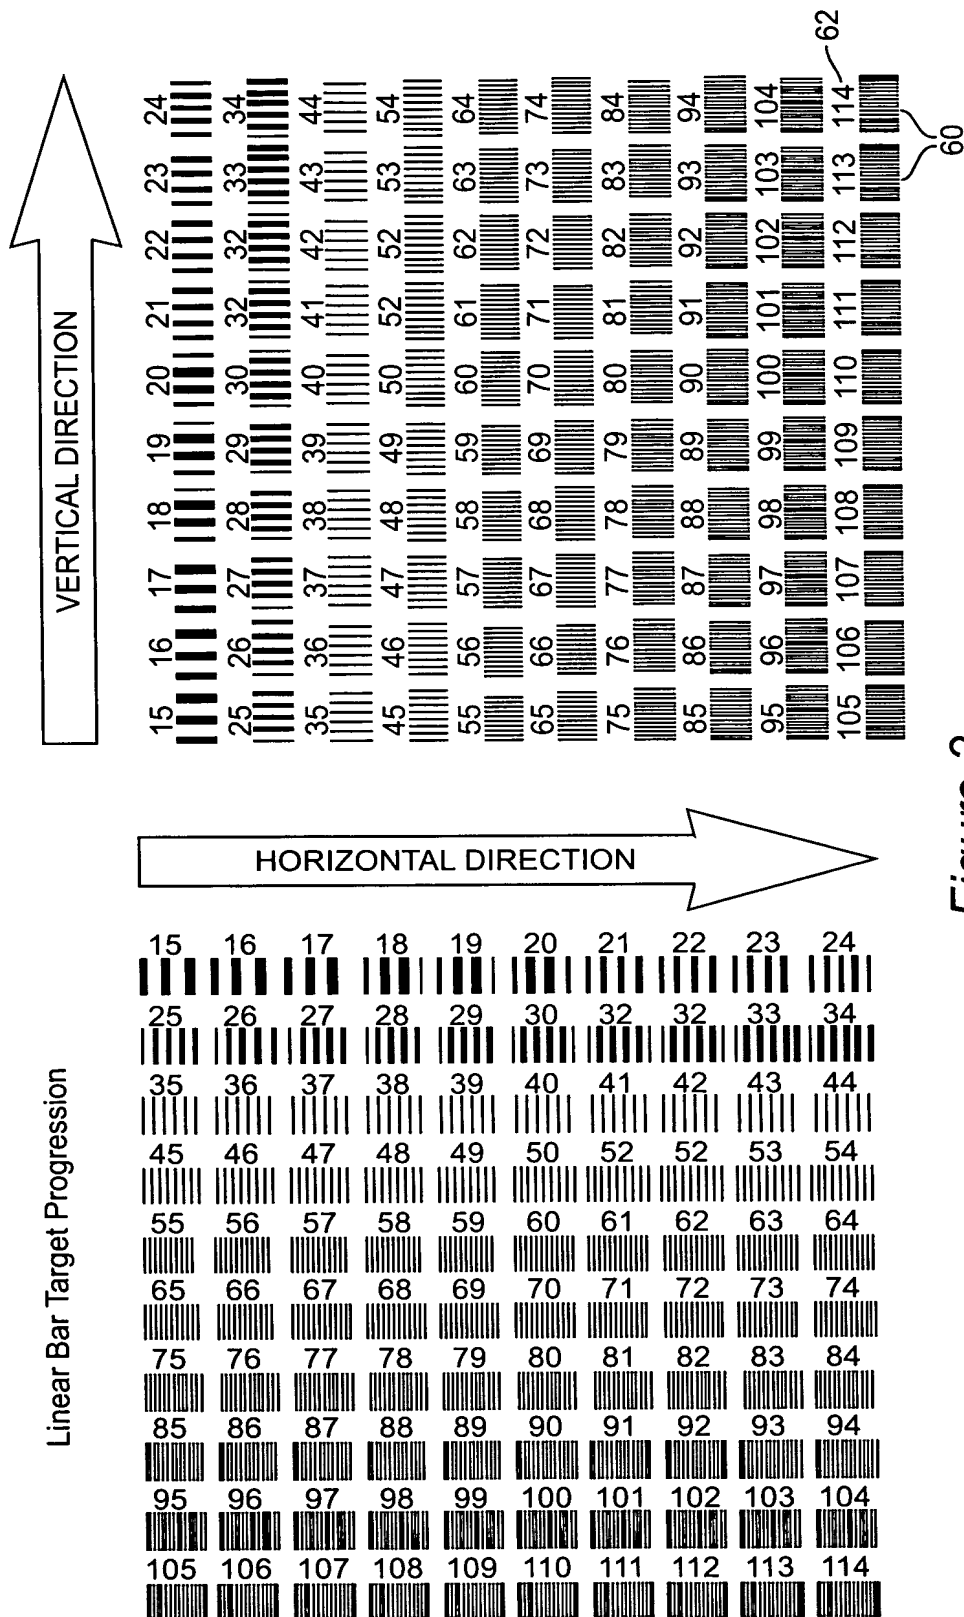 VERTICAL DIRECTION
15 16 17 18 19 20 21 22 23 24
25 26 27 28 29 30 32 32 33 34
35 36 37 38 39 40 41 42 43 44
45 46 47 48 49 50 52 52 53 54
55 56 57 58 59 60 61 62 63 64
65 66 67 68 69 70 71 72 73 74
75 76 77 78 79 80 81 82 83 84
85 86 87 88 89 90 91 92 93 94
95 96 97 98 99 100 101 102 103 104
105 106 107 108 109 110 111 112 113 114
62
60
HORIZONTAL DIRECTION
Linear Bar Target Progression
15 16 17 18 19 20 21 22 23 24
25 26 27 28 29 30 32 32 33 34
35 36 37 38 39 40 41 42 43 44
45 46 47 48 49 50 52 52 53 54
55 56 57 58 59 60 61 62 63 64
65 66 67 68 69 70 71 72 73 74
75 76 77 78 79 80 81 82 83 84
85 86 87 88 89 90 91 92 93 94
95 96 97 98 99 100 101 102 103 104
105 106 107 108 109 110 111 112 113 114